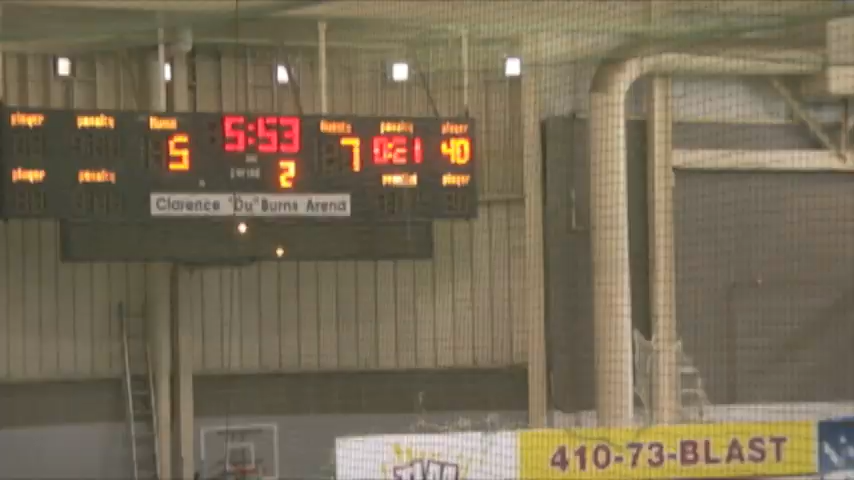 player penalty Home 5:53 Guests penalty player
5 7 0:21 40
player penalty period 2 penalty player
Clarence "Du" Burns Arena
410-73-BLAST